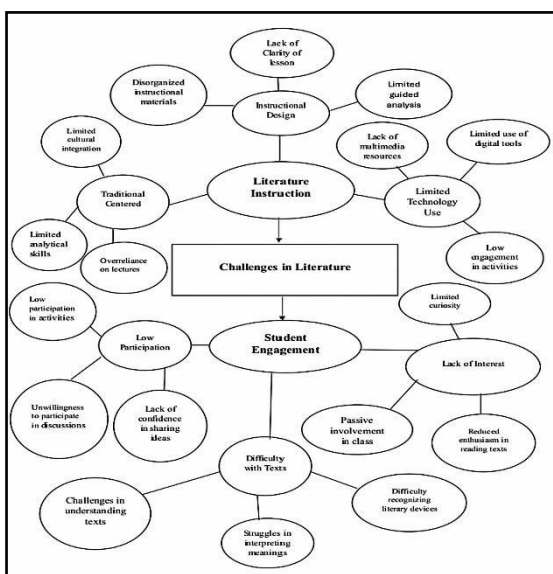 Lack of
Clarity of
lesson
Disorganized
instructional
materials
Instructional
Design
Limited
guided
analysis
Limited
cultural
integration
Lack of
multimedia
resources
Limited use of
digital tools
Traditional
Centered
Literature
Instruction
Limited
Technology
Use
Limited
analytical
skills
Overreliance
on lectures
Low
engagement in
activities
Challenges in Literature
Low
participation
in activities
Limited
curiosity
Low
Participation
Student
Engagement
Lack of Interest
Unwillingness
to participate
in discussions
Lack of
confidence
in sharing
ideas
Passive
involvement
in class
Reduced
enthusiasm in
reading texts
Difficulty
with Texts
Challenges in
understanding
texts
Struggles in
interpreting
meanings
Difficulty
recognizing
literary devices